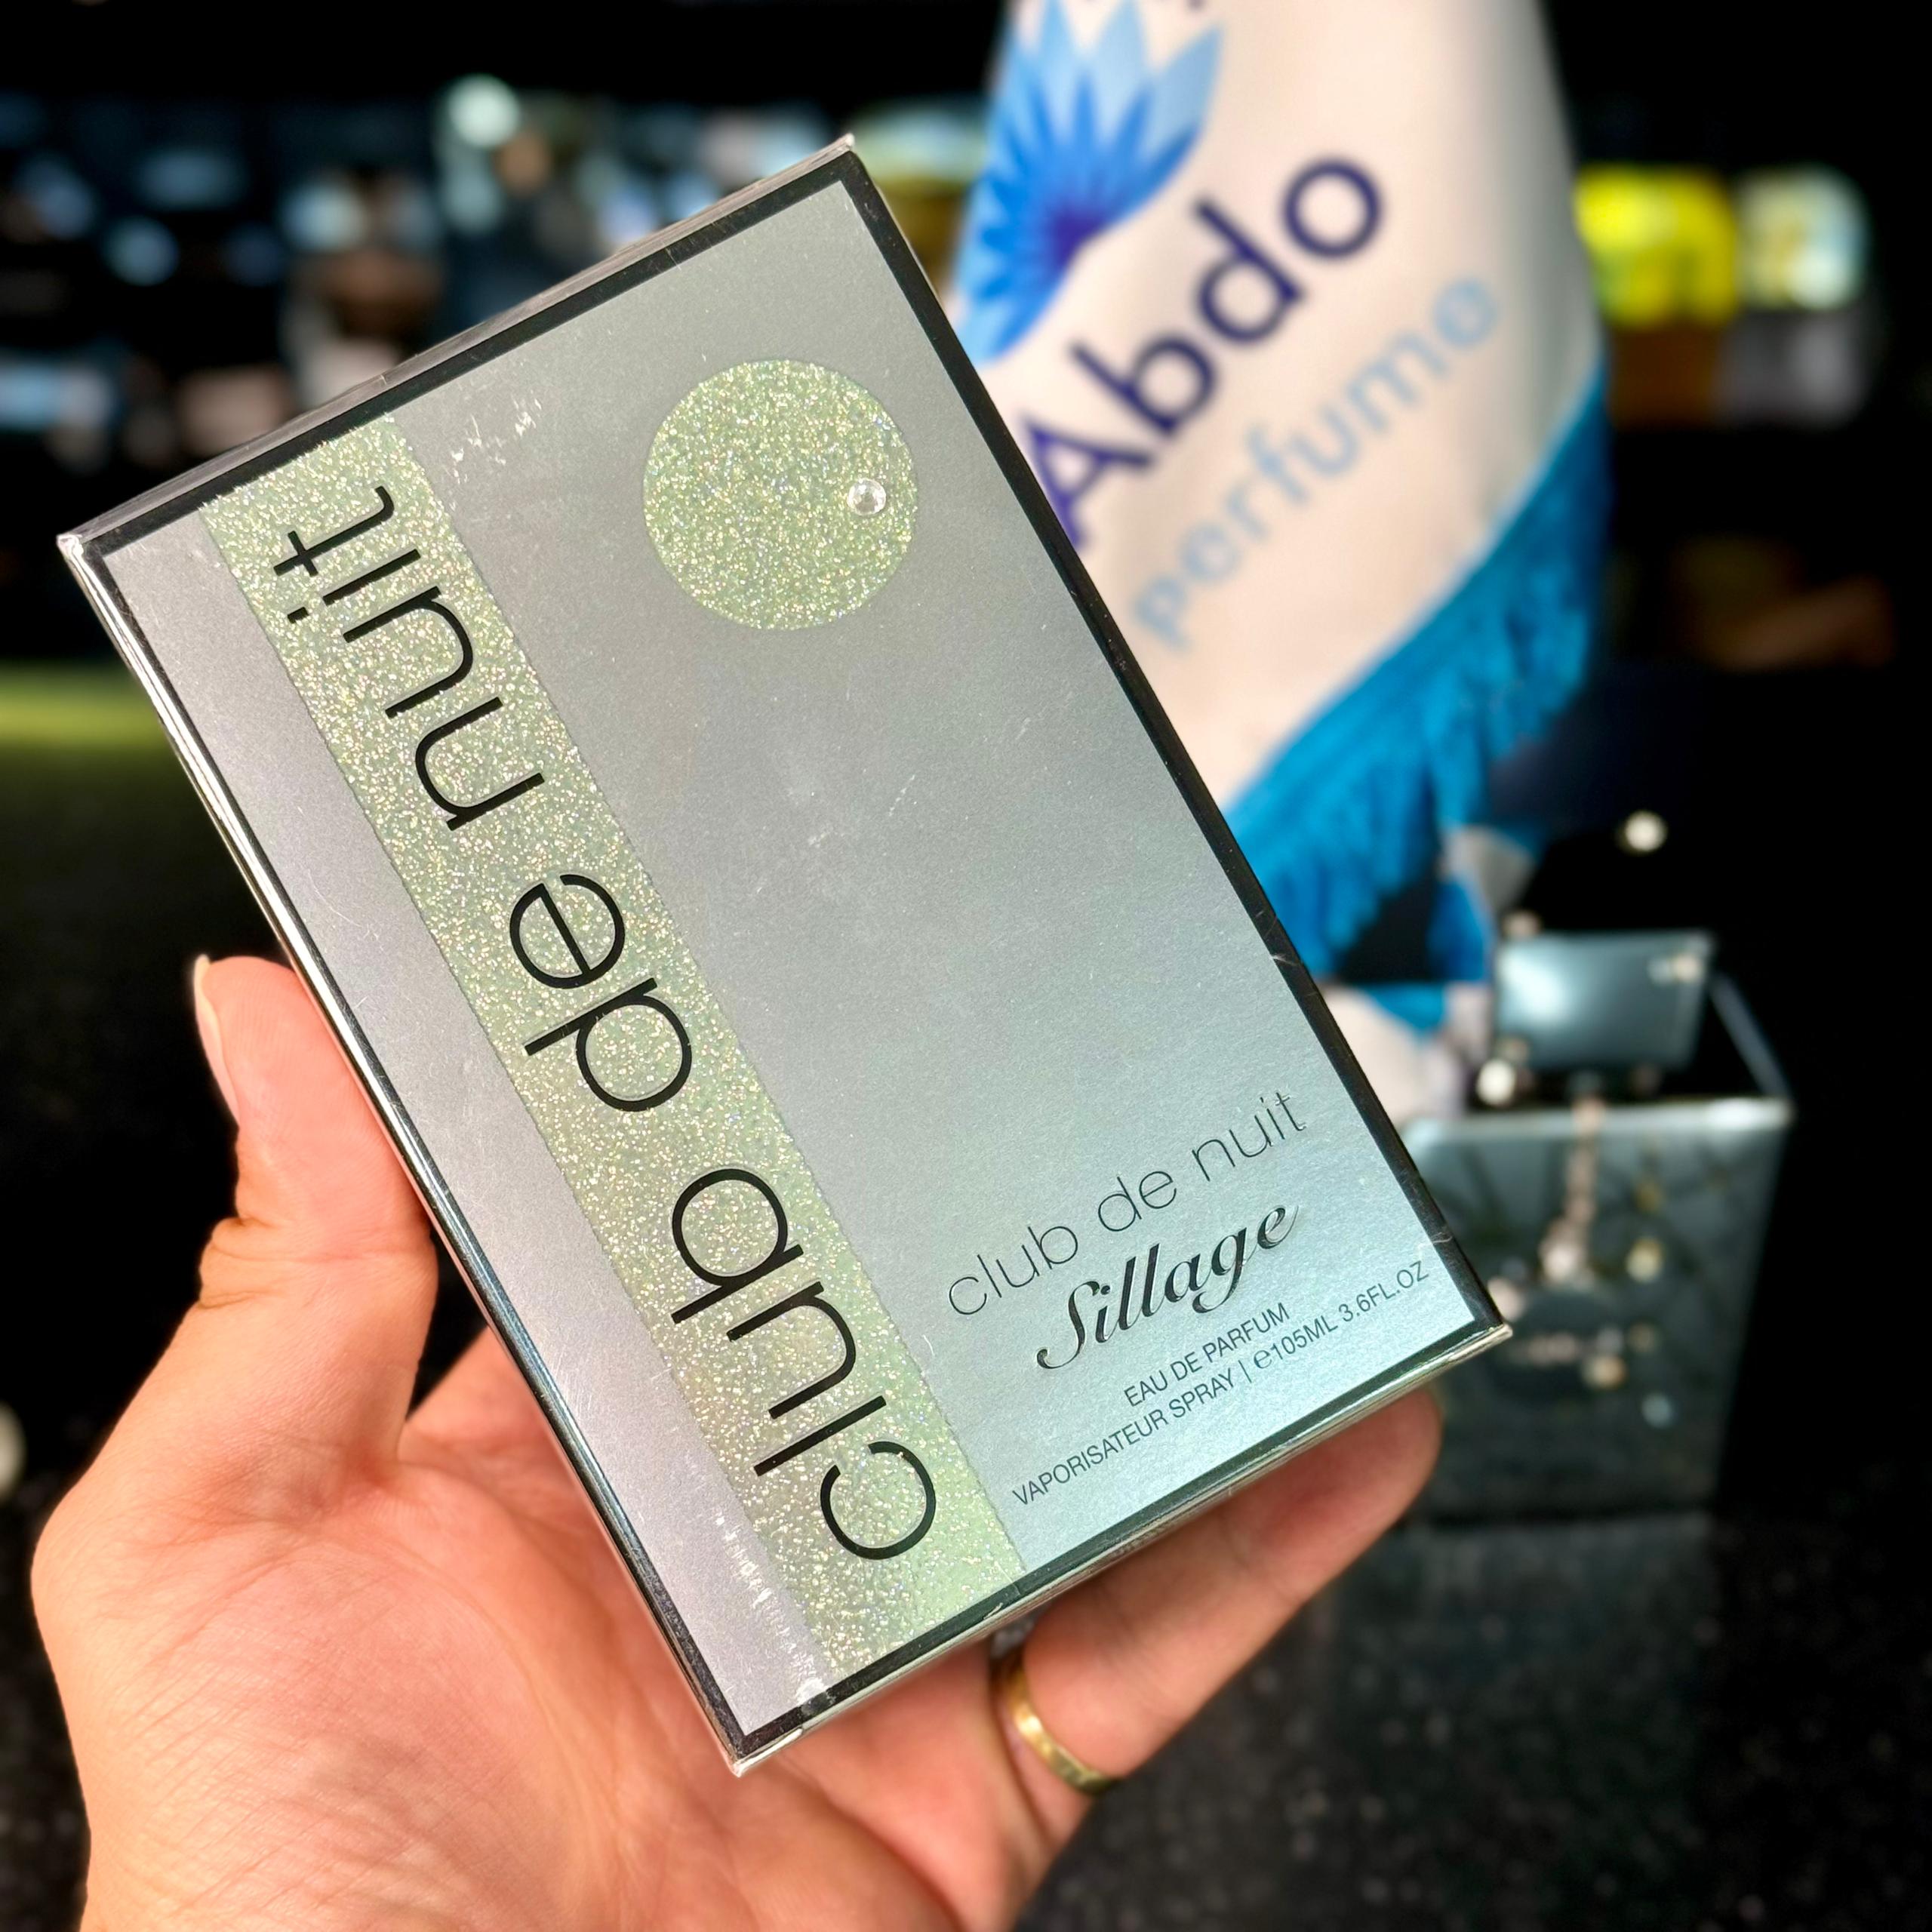 Abdo
perfume
club de nuit
club de nuit
Sillage
EAU DE PARFUM
VAPORISATEUR SPRAY | ℮105ML 3.6FL.OZ